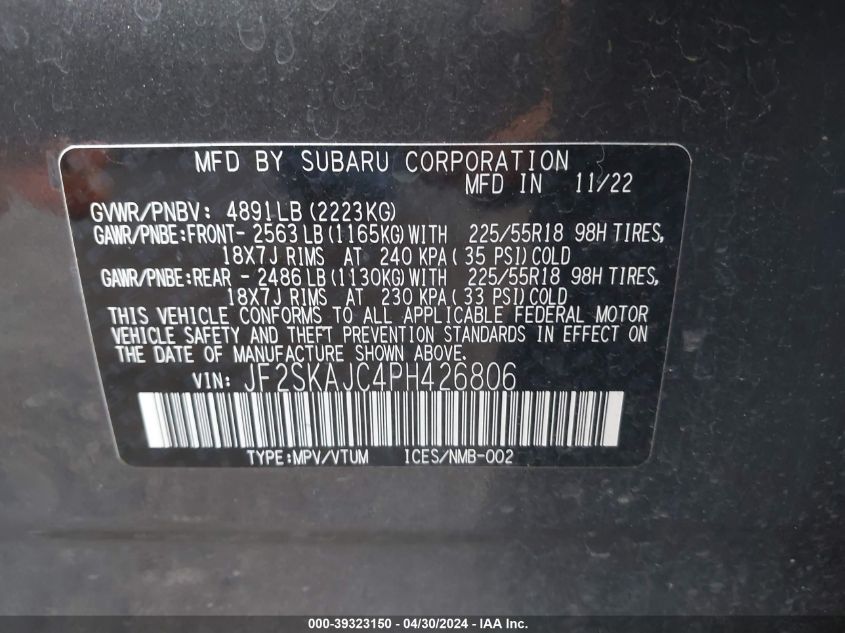 MFD BY SUBARU CORPORATION
MFD IN 11/22
GVWR/PNBV: 4891LB(2223KG)
GAWR/PNBE:FRONT- 2563LB(1165KG)WITH 225/55R18 98H TIRES,
18X7J RIMS AT 240 KPA(35 PSI)COLD
GAWR/PNBE:REAR - 2486LB(1130KG)WITH 225/55R18 98H TIRES,
18X7J RIMS AT 230 KPA(33 PSI)COLD
THIS VEHICLE CONFORMS TO ALL APPLICABLE FEDERAL MOTOR
VEHICLE SAFETY AND THEFT PREVENTION STANDARDS IN EFFECT ON
THE DATE OF MANUFACTURE SHOWN ABOVE.
VIN: JF2SKAJC4PH426806
TYPE:MPV/VTUM ICES/NMB-002
000-39323150 - 04/30/2024 - IAA Inc.